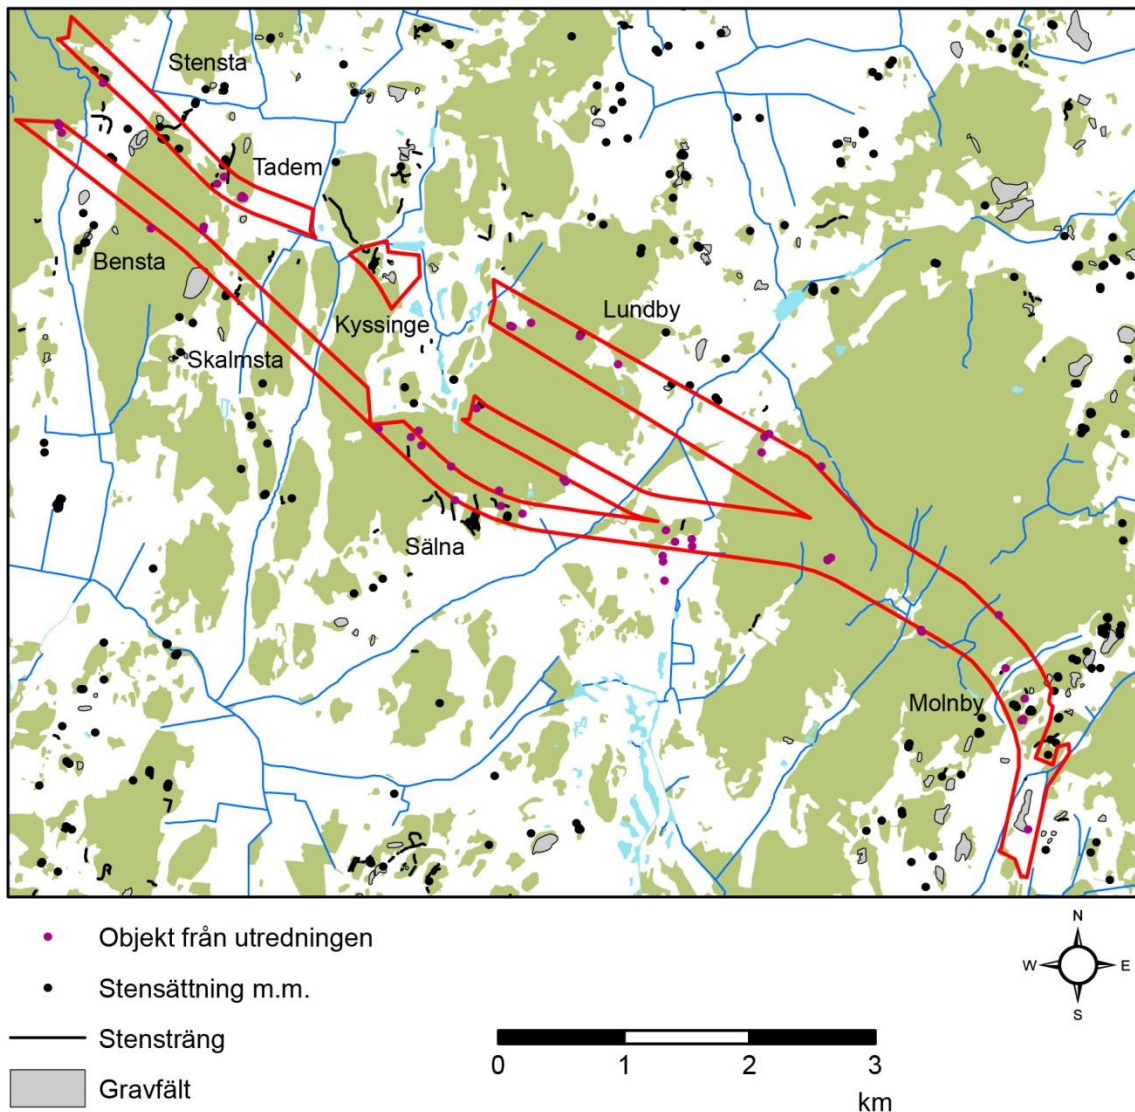 Stensta
Tadem
Bensta
Kyssinge
Lundby
Skalmsta
Sälna
Molnby
Objekt från utredningen
Stensättning m.m.
Stensträng
Gravfält
N
W E
S
0 1 2 3
km